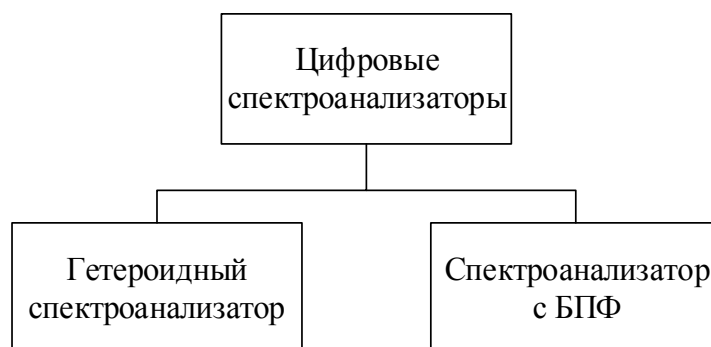 Цифровые
спектроанализаторы
Гетероидный
спектроанализатор
Спектроанализатор
с БПФ